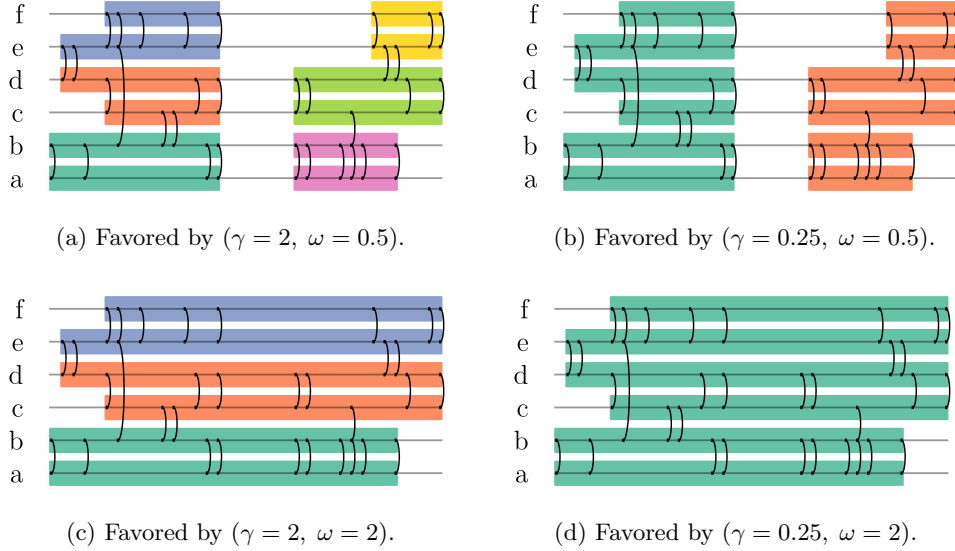 f
e
d
c
b
a
(a) Favored by (γ = 2, ω = 0.5).
f
e
d
c
b
a
(b) Favored by (γ = 0.25, ω = 0.5).
f
e
d
c
b
a
(c) Favored by (γ = 2, ω = 2).
f
e
d
c
b
a
(d) Favored by (γ = 0.25, ω = 2).